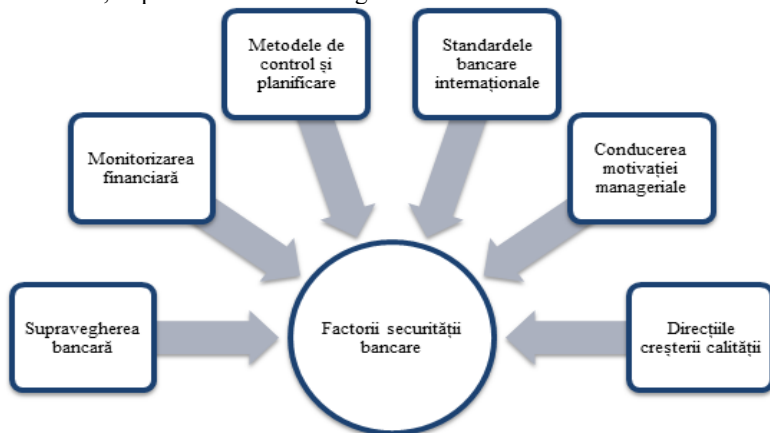 Metodele de
control și
planificare
Standardele
bancare
internaționale
Monitorizarea
financiară
Conducerea
motivației
manageriale
Supravegherea
bancară
Factorii securității
bancare
Direcțiile
creșterii calității